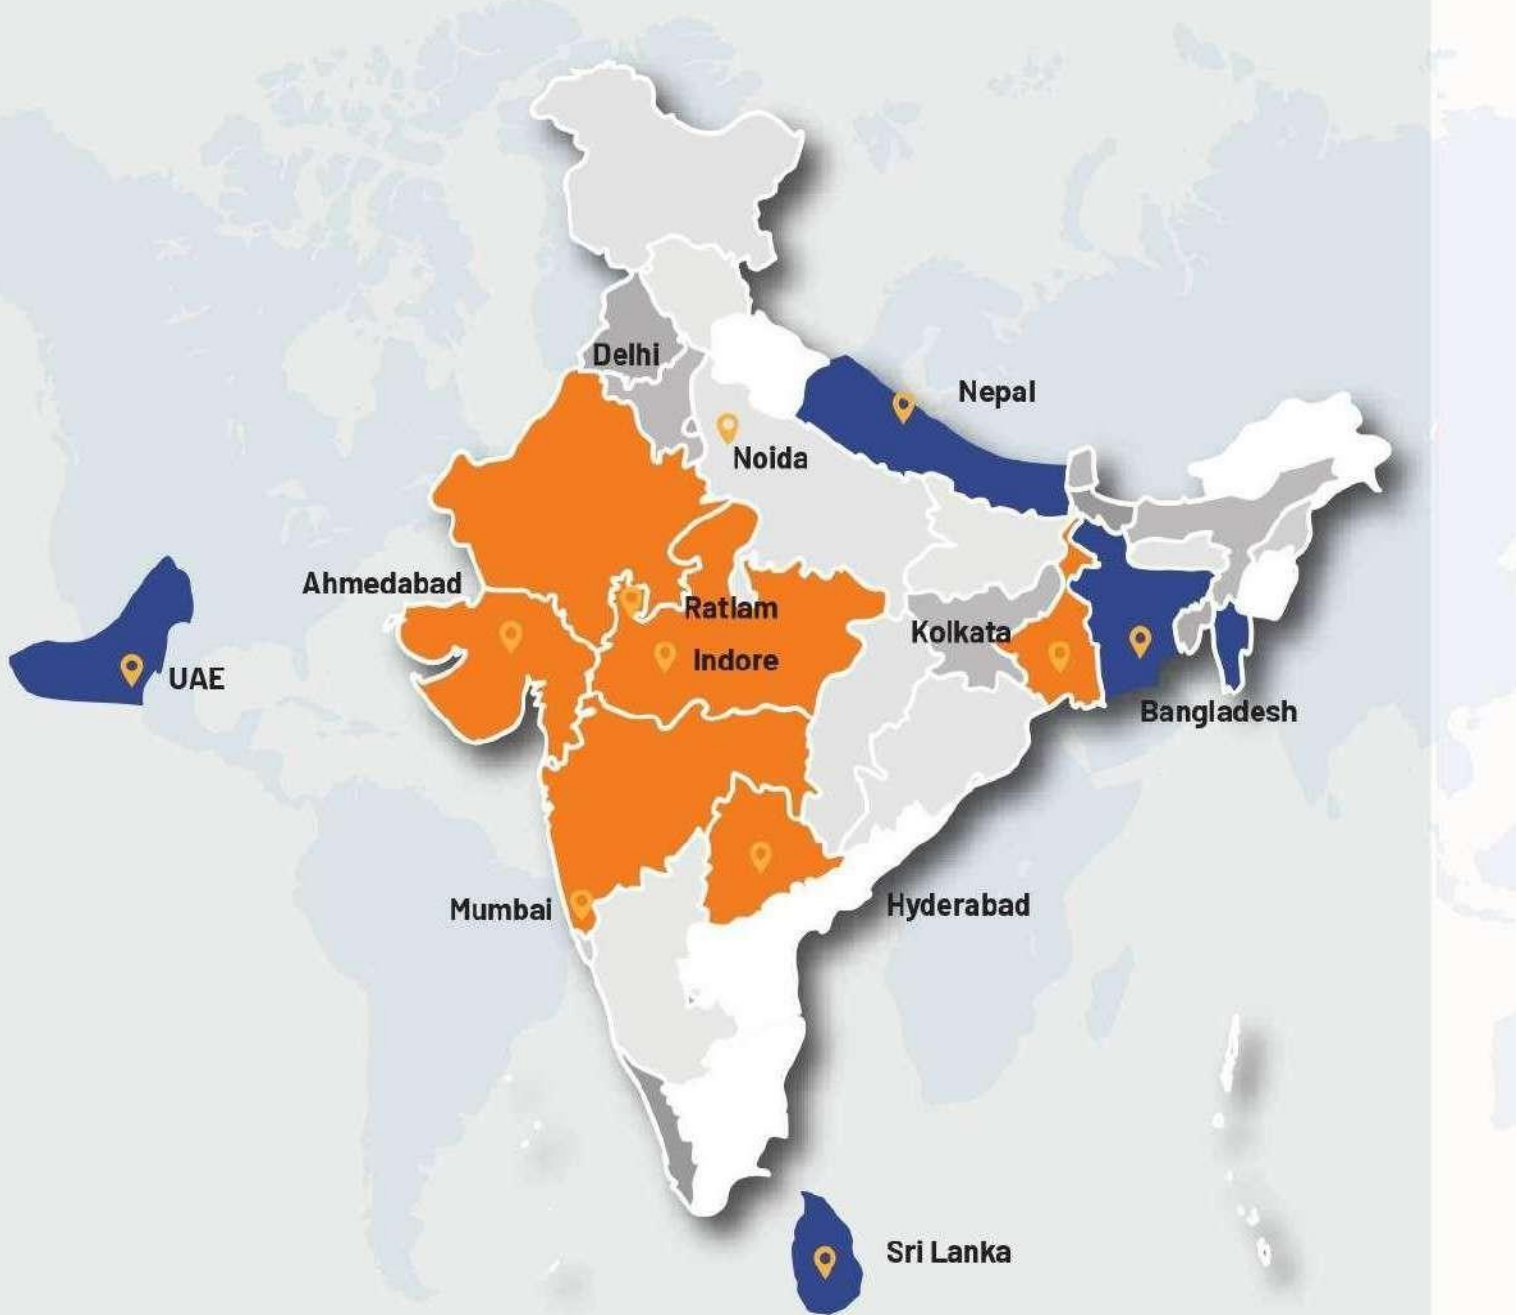 Delhi
Nepal
Noida
Ahmedabad
Ratlam
Kolkata
Indore
UAE
Bangladesh
Mumbai
Hyderabad
Sri Lanka